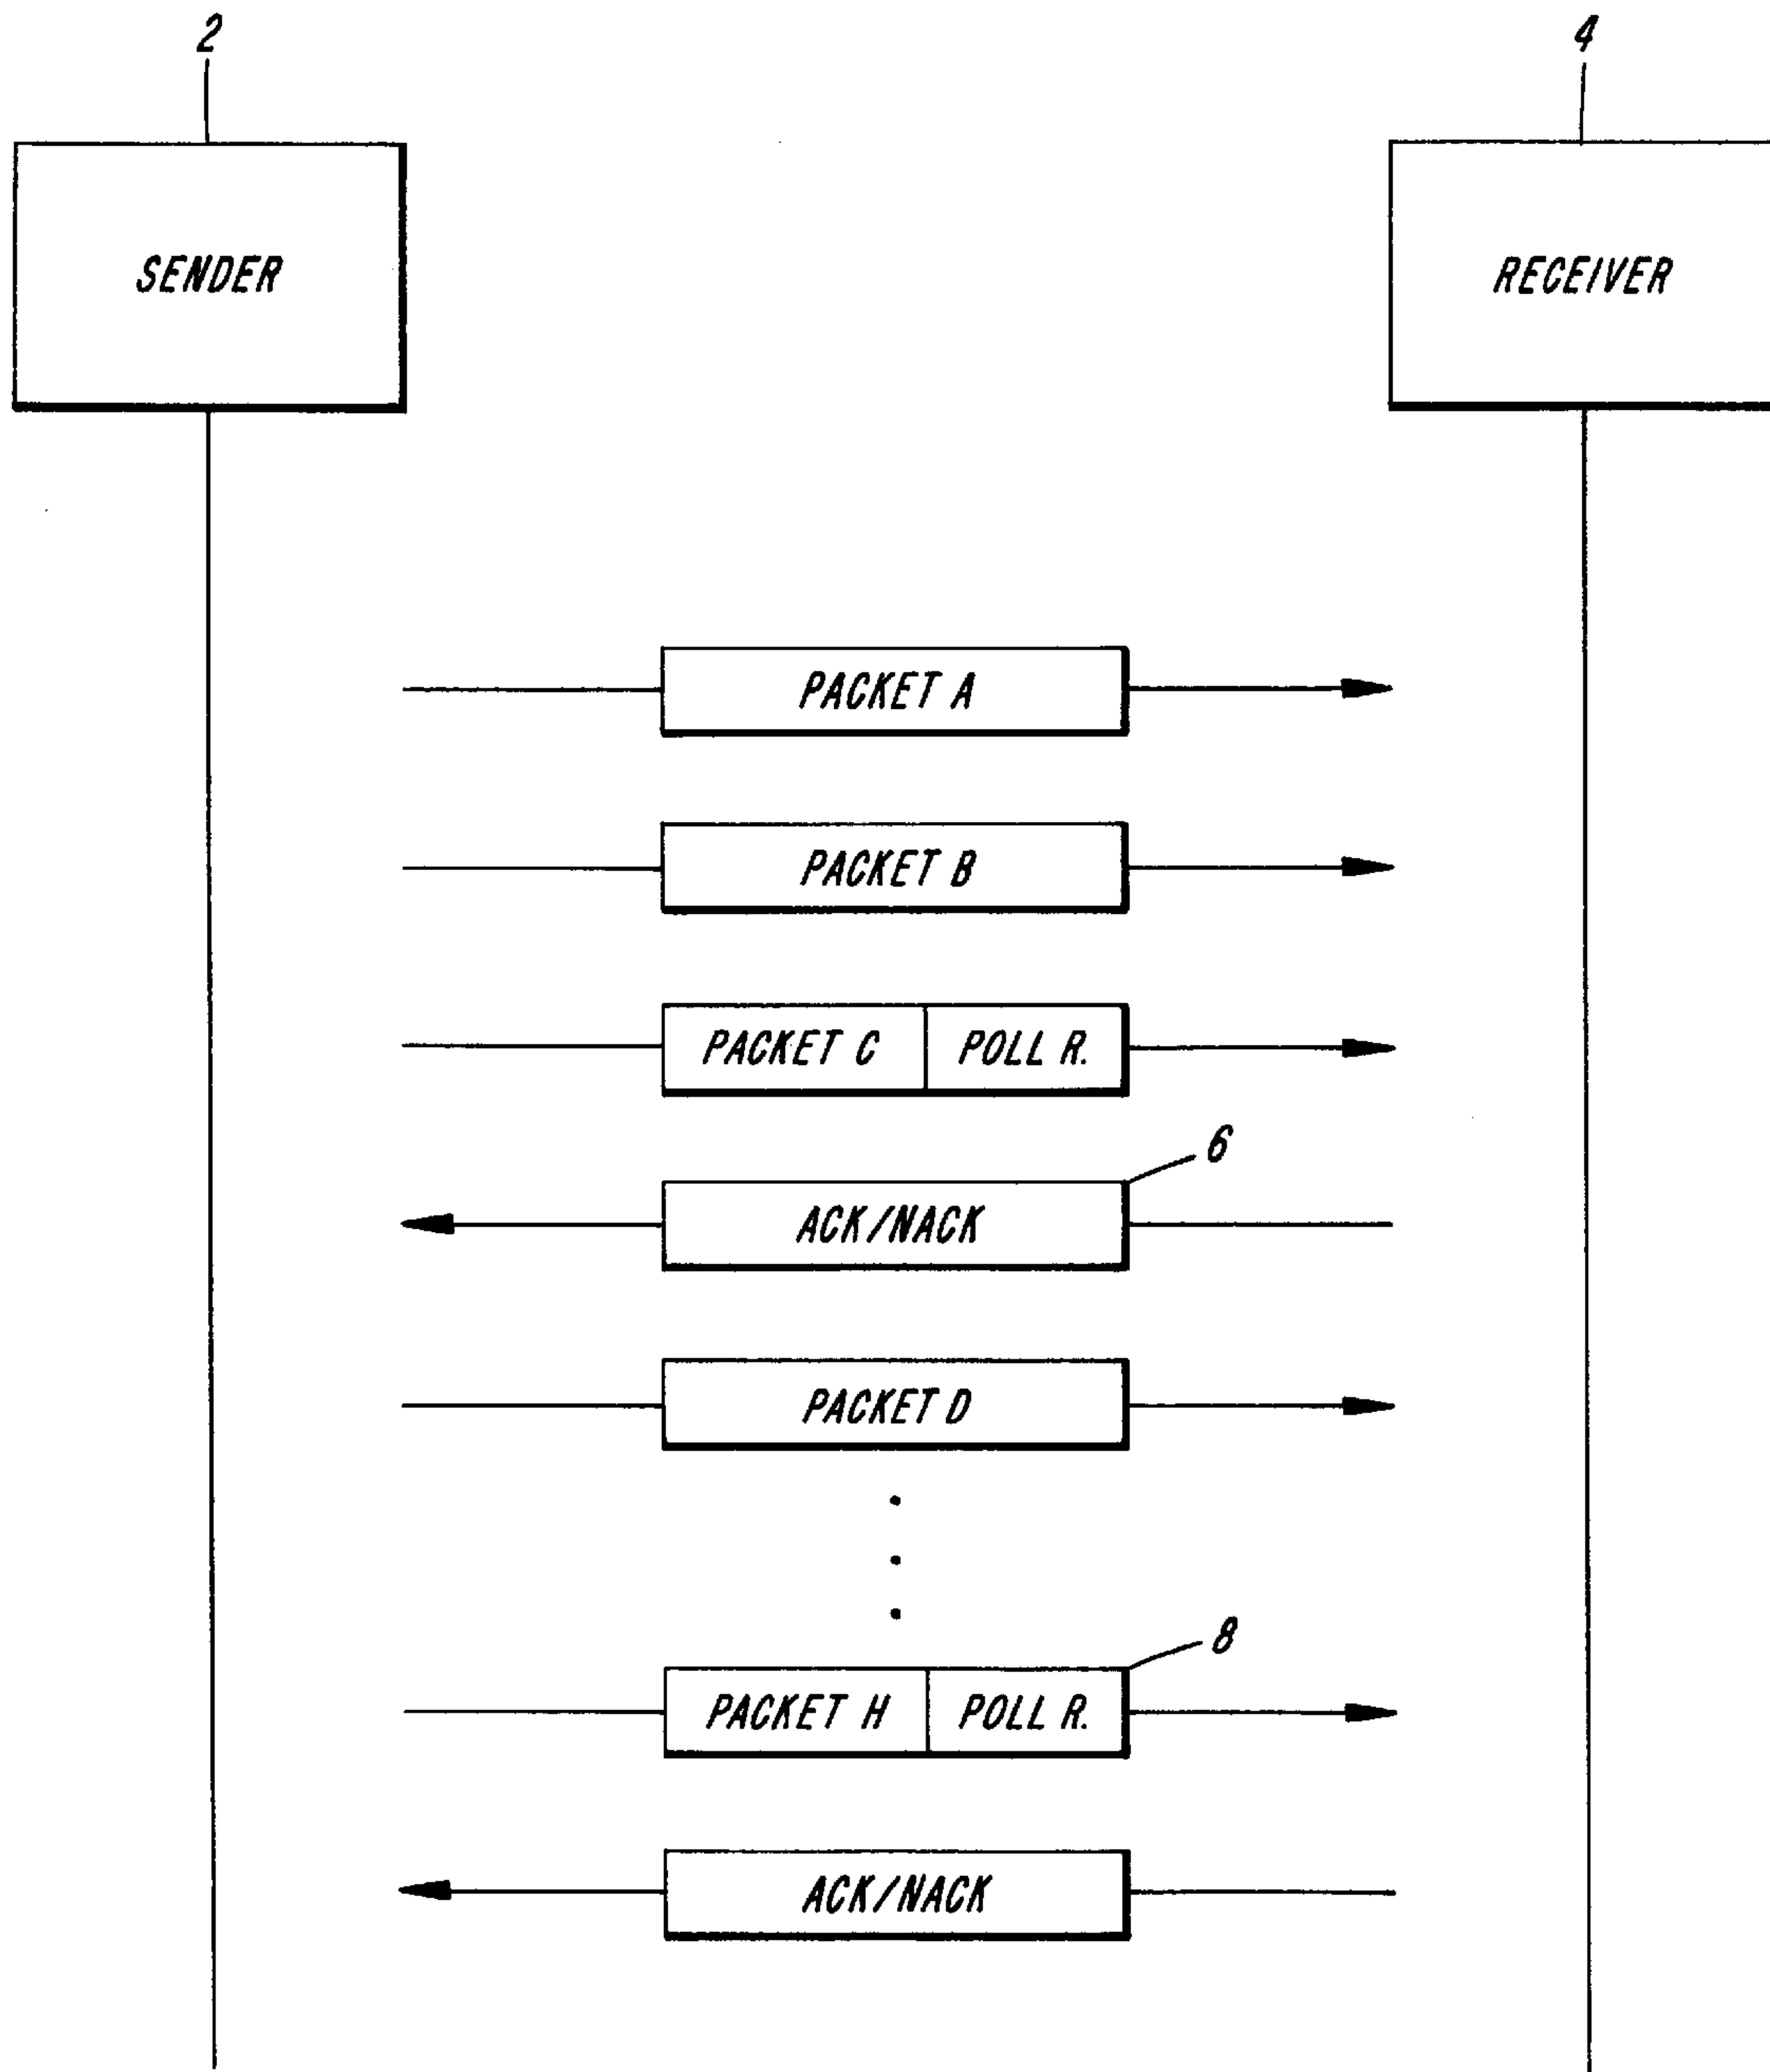 2
4
SENDER
RECEIVER
PACKET A
PACKET B
PACKET C POLL R.
6
ACK/NACK
PACKET D
8
PACKET H POLL R.
ACK/NACK